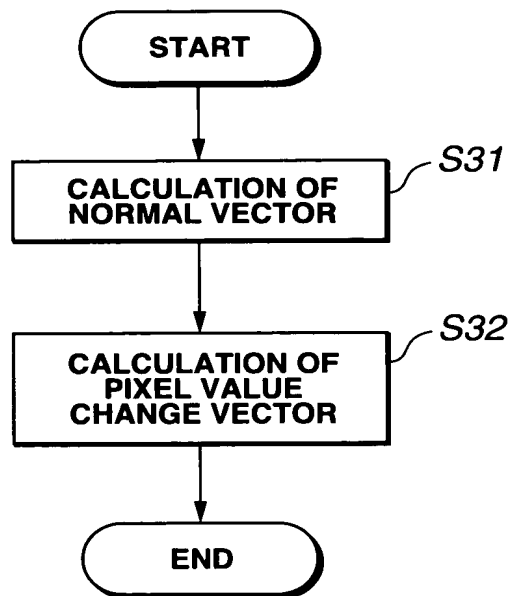 START
S31
CALCULATION OF
NORMAL VECTOR
S32
CALCULATION OF
PIXEL VALUE
CHANGE VECTOR
END